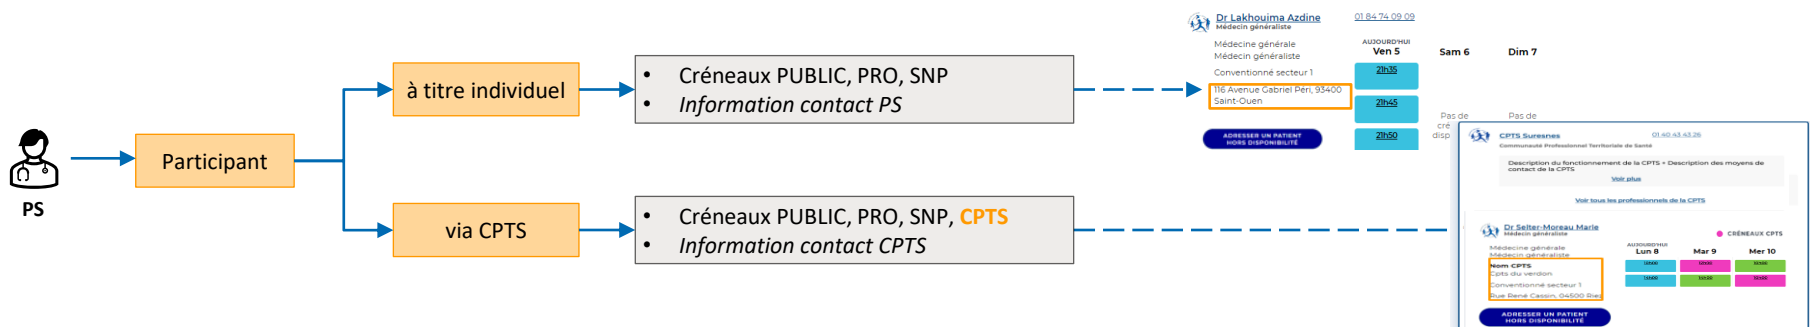 PS
Participant
à titre individuel
• Créneaux PUBLIC, PRO, SNP
• Information contact PS
via CPTS
• Créneaux PUBLIC, PRO, SNP, CPTS
• Information contact CPTS
Dr Lakhouima Azdine
Médecin généraliste
01 84 74 09 09
Médecine générale
Médecin généraliste
Conventionné secteur 1
116 Avenue Gabriel Péri, 93400
Saint-Ouen
ADRESSER UN PATIENT
HORS DISPONIBILITÉ
AUJOURD'HUI
Ven 5
Sam 6
Dim 7
21h35
21h45
21h50
Pas de
cré
disp
Pas de
CPTS Suresnes
01 40 43 43 26
Communauté Professionnel Territoriale de Santé
Description du fonctionnement de la CPTS + Description des moyens de
contact de la CPTS
Voir plus
Voir tous les professionnels de la CPTS
Dr Selter-Moreau Marie
Médecin généraliste
CRÉNEAUX CPTS
Médecine générale
Médecin généraliste
Nom CPTS
Cpts du verdon
Conventionné secteur 1
Rue René Cassin, 04500 Riez
ADRESSER UN PATIENT
HORS DISPONIBILITÉ
AUJOURD'HUI
Lun 8
Mar 9
Mer 10